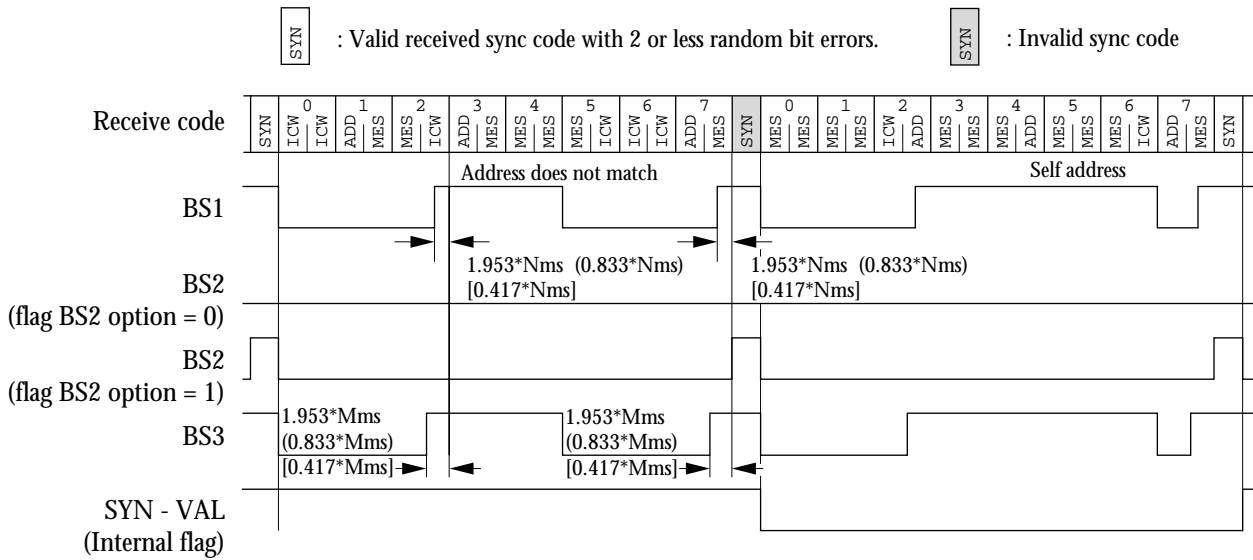 SYN : Valid received sync code with 2 or less random bit errors. SYN : Invalid sync code
0 1 2 3 4 5 6 7 0 1 2 3 4 5 6 7
Receive code SYN ICW ICW ADD MES MES ICW ADD MES MES MES MES ICW ICW ICW ADD MES SYN MES MES MES MES ICW ADD MES MES MES ADD MES MES MES ICW ADD MES SYN
Address does not match Self address
BS1
1.953*Nms (0.833*Nms) 1.953*Nms (0.833*Nms)
BS2 [0.417*Nms] [0.417*Nms]
(flag BS2 option = 0)
BS2
(flag BS2 option = 1)
1.953*Mms 1.953*Mms
BS3 (0.833*Mms) (0.833*Mms)
[0.417*Mms] [0.417*Mms]
SYN - VAL
(Internal flag)